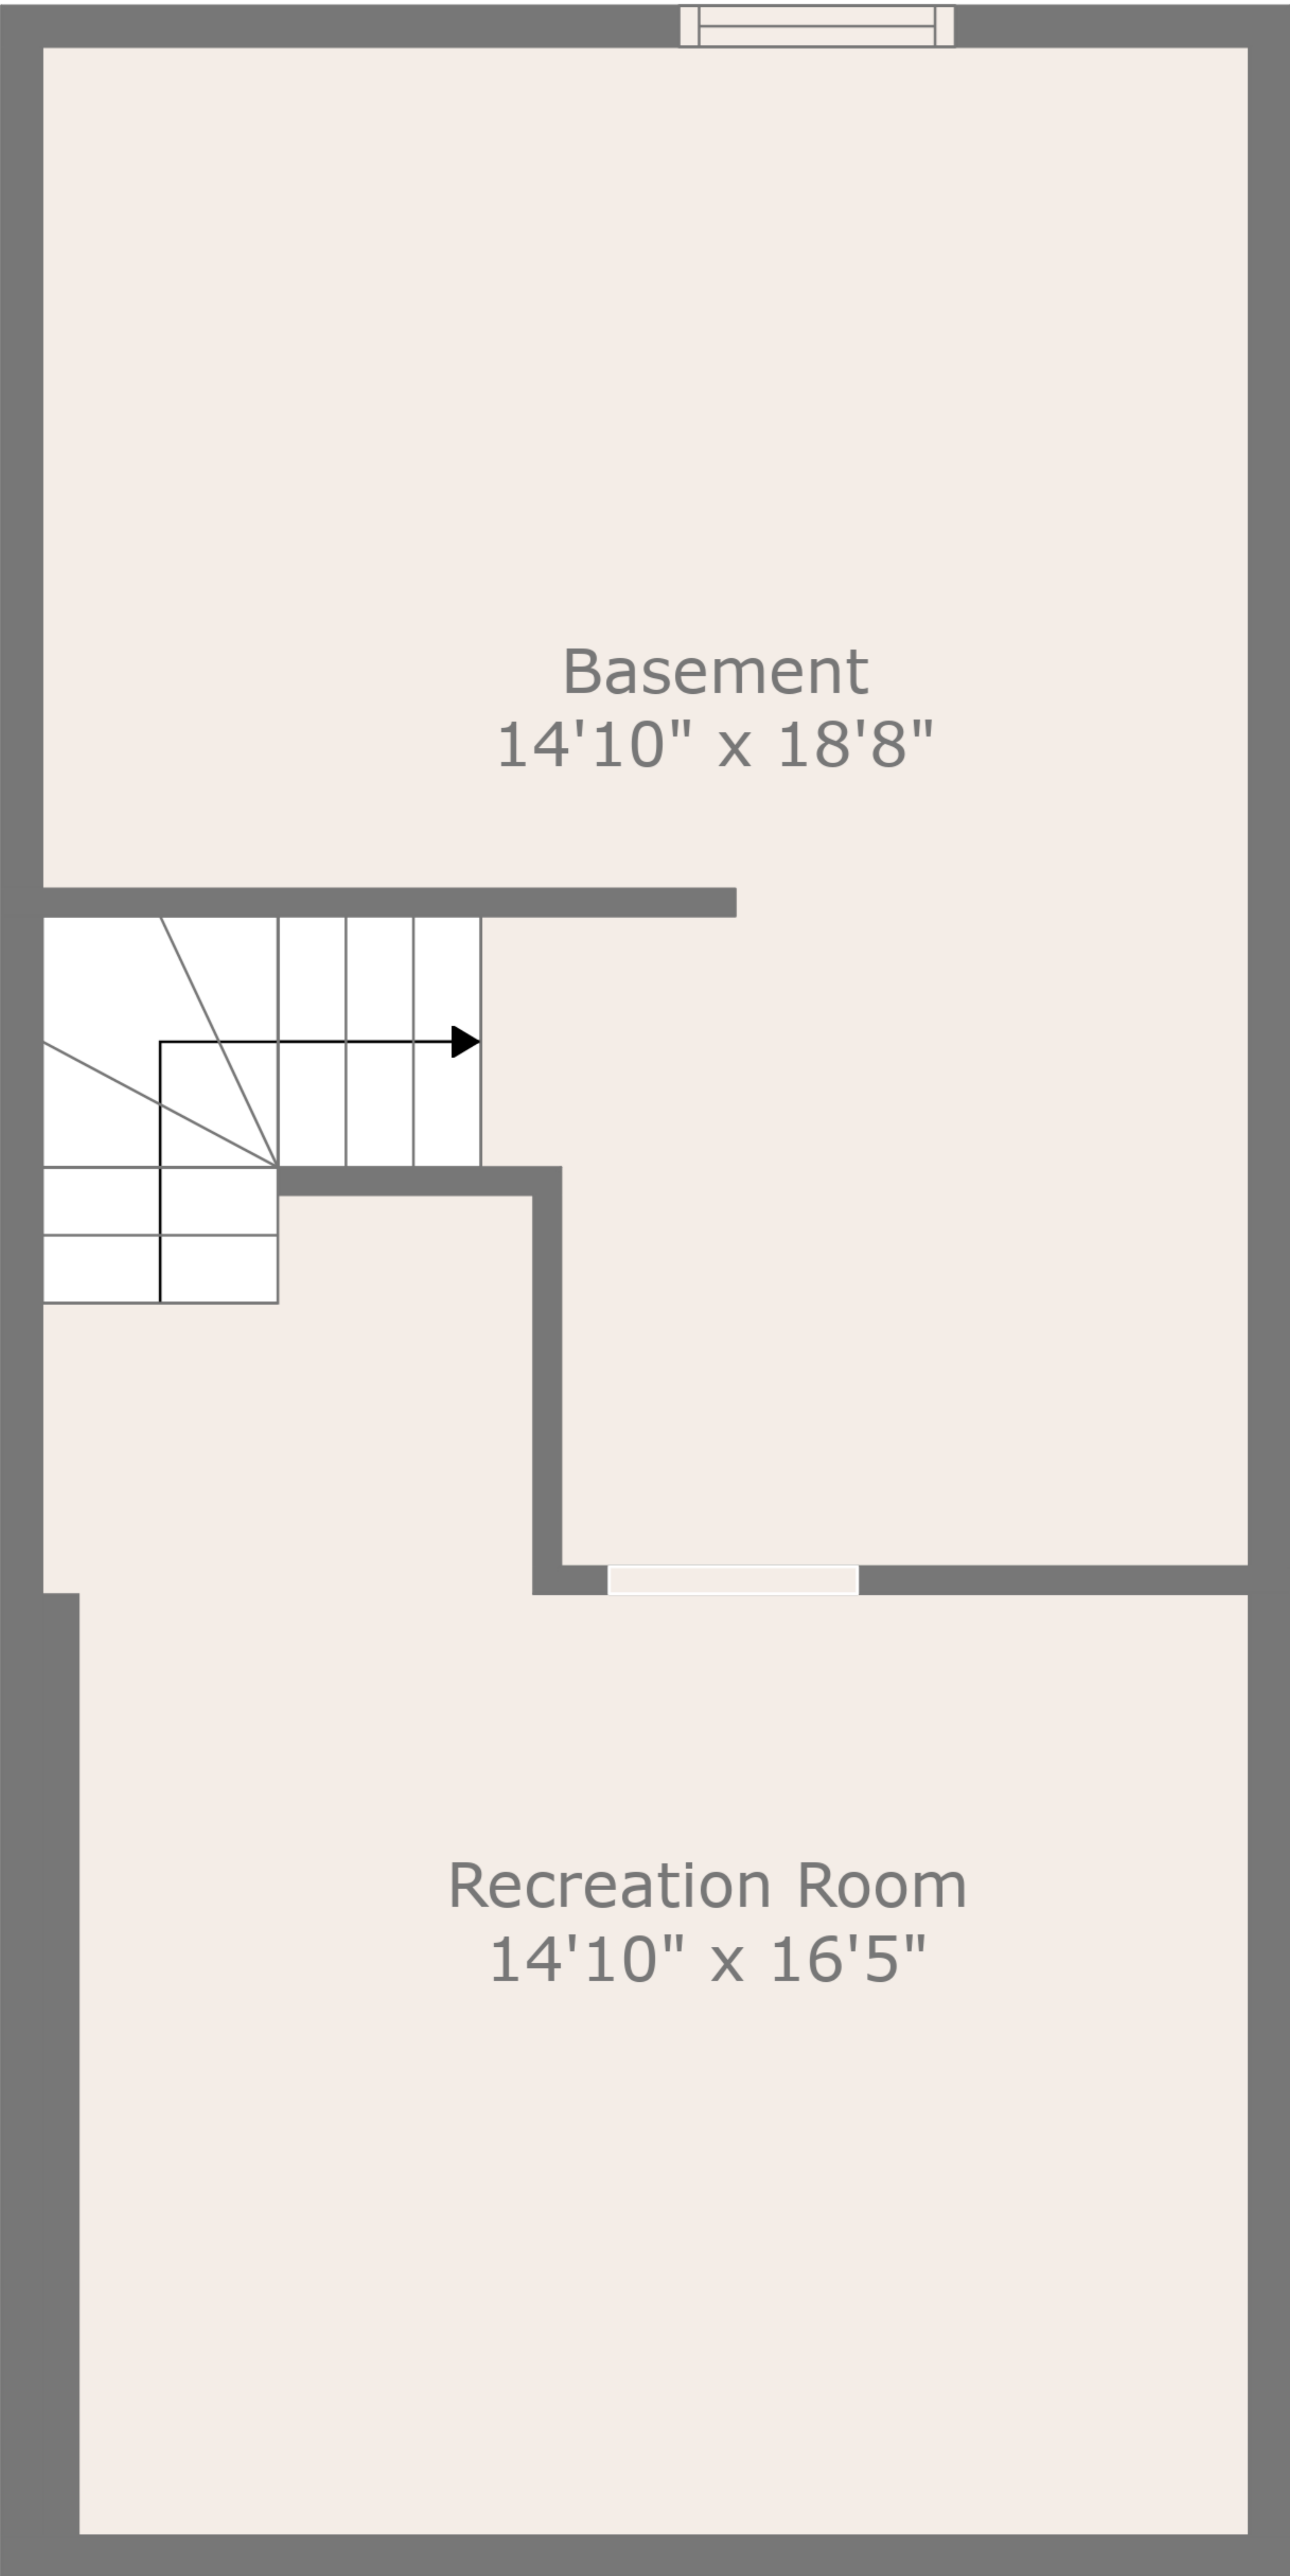 Basement
14'10" x 18'8"
Recreation Room
14'10" x 16'5"